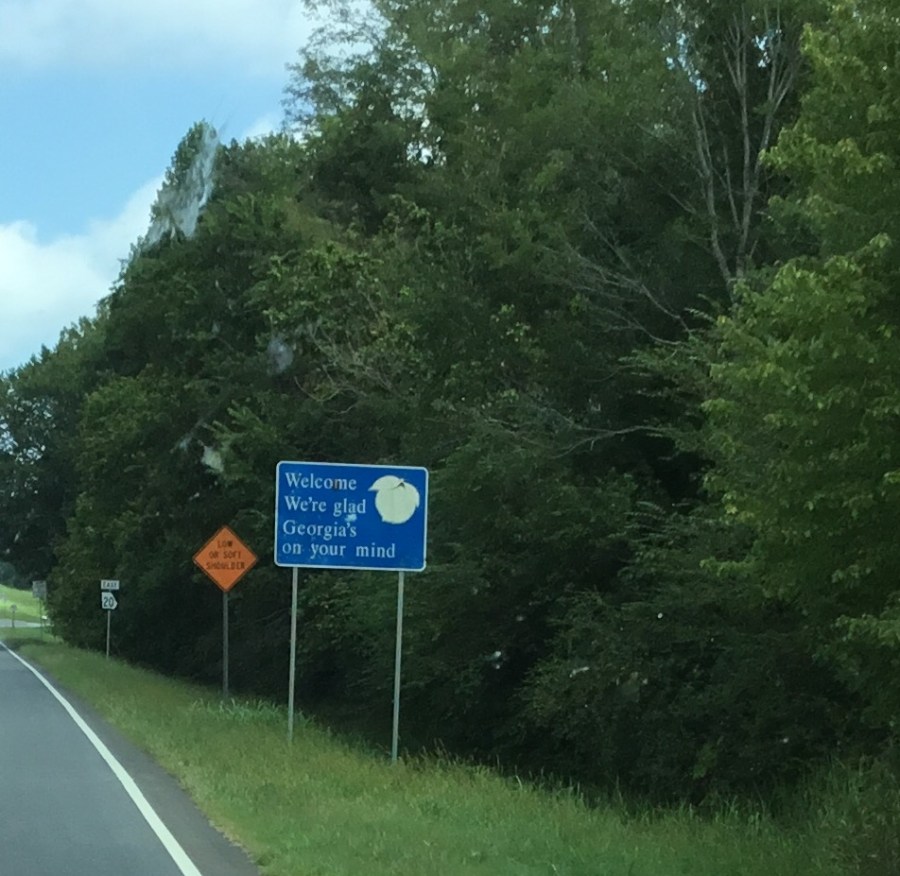 Welcome
We're glad
Georgia's
on your mind
LOW
OR SOFT
SHOULDER
EAST
20